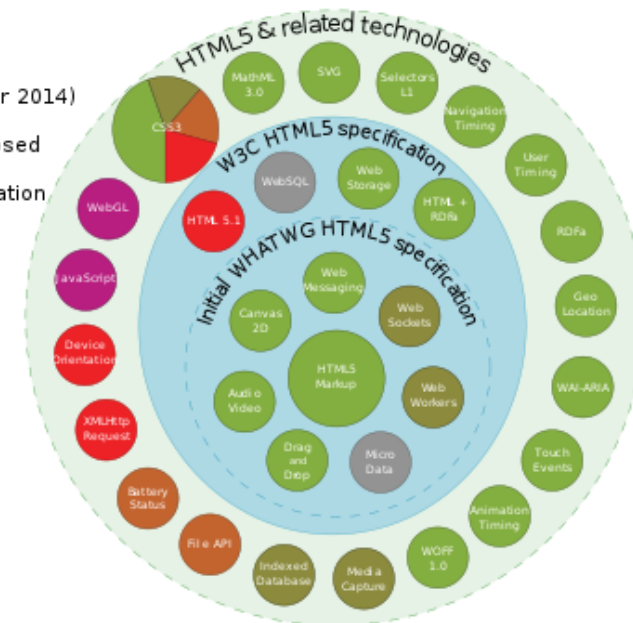 HTML5 & related technologies
r 2014)
sed
ation
CSS3
MathML
3.0
SVG
Selectors
L1
Navigation
Timing
User
Timing
RDFa
Geo
Location
WAI-ARIA
Touch
Events
Animation
Timing
WOFF
1.0
Media
Capture
Indexed
Database
File API
Battery
Status
XMLHttp
Request
Device
Orientation
JavaScript
WebGL
W3C HTML5 specification
HTML 5.1
WebSQL
Web
Storage
HTML +
RDFa
Initial WHATWG HTML5 specification
Web
Messaging
Canvas
2D
Web
Sockets
HTML5
Markup
Audio
Video
Web
Workers
Drag
and
Drop
Micro
Data